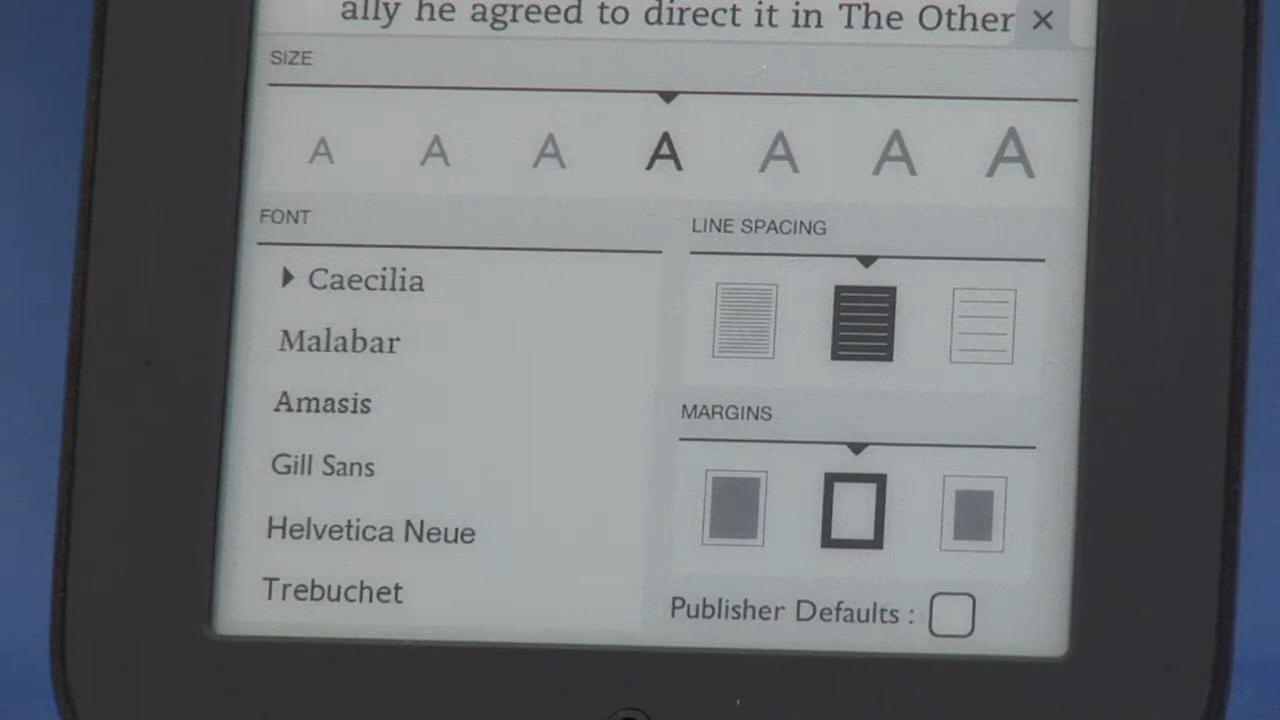 ally he agreed to direct it in The Other ×
SIZE
A A A A A A A
FONT
Caecilia
Malabar
Amasis
Gill Sans
Helvetica Neue
Trebuchet
LINE SPACING
MARGINS
Publisher Defaults :